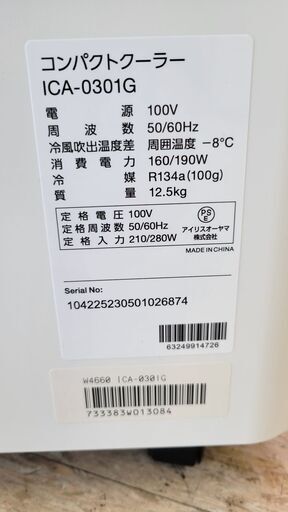 コンパクトクーラー
ICA-0301G
電源 100V
周波数 50/60Hz
冷風吹出温度差 周囲温度 −8℃
消費電力 160/190W
冷媒 R134a(100g)
質量 12.5kg
定格電圧 100V
定格周波数 50/60Hz
定格入力 210/280W
PSE
アイリスオーヤマ
株式会社
MADE IN CHINA
Serial No:
104225230501026874
63249914726
W4660 ICA-0301G
733383W013084